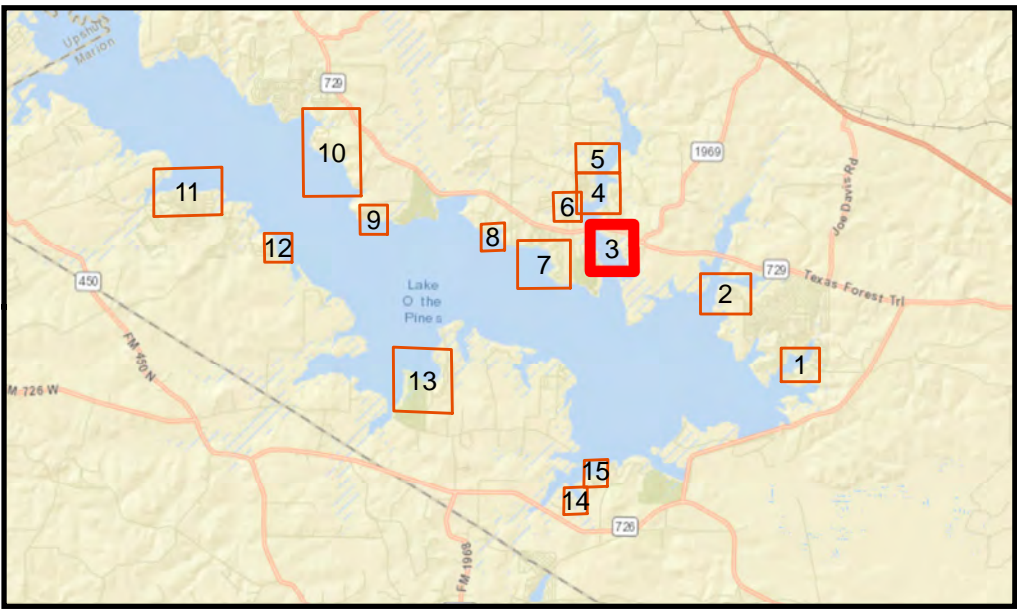 Upshur
Marion
729
10
5
4
1969
11
6
9
8
3
7
12
Joe Davis Rd
450
Lake
O the
Pines
2
729
Texas Forest Trl
FM 450 N
1
13
M 726 W
15
14
726
FM 1968